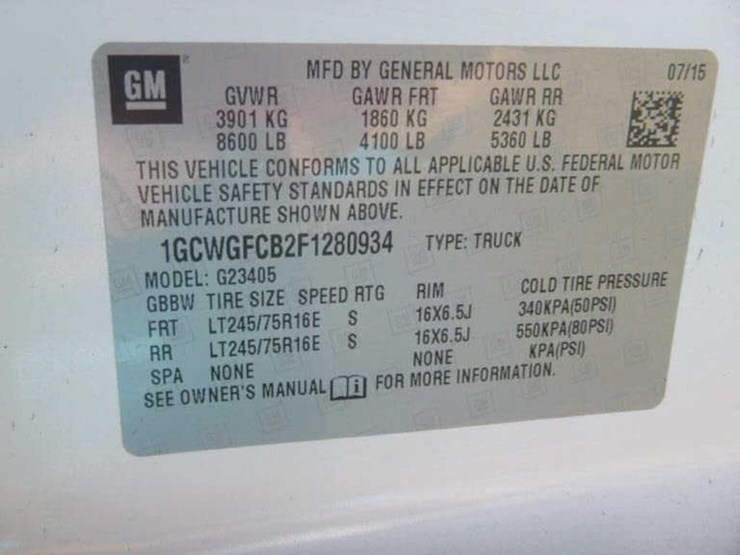 GM
MFD BY GENERAL MOTORS LLC 07/15
GVWR GAWR FRT GAWR RR
3901 KG 1860 KG 2431 KG
8600 LB 4100 LB 5360 LB
THIS VEHICLE CONFORMS TO ALL APPLICABLE U.S. FEDERAL MOTOR
VEHICLE SAFETY STANDARDS IN EFFECT ON THE DATE OF
MANUFACTURE SHOWN ABOVE.
1GCWGFCB2F1280934 TYPE: TRUCK
MODEL: G23405
GBBW TIRE SIZE SPEED RTG RIM COLD TIRE PRESSURE
FRT LT245/75R16E S 16X6.5J 340KPA(50PSI)
RR LT245/75R16E S 16X6.5J 550KPA(80PSI)
SPA NONE NONE KPA(PSI)
SEE OWNER'S MANUAL i FOR MORE INFORMATION.